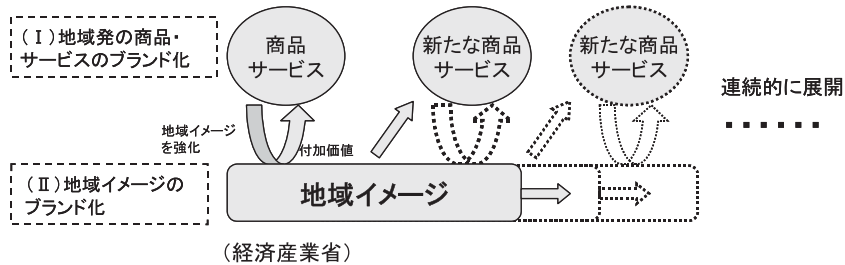 （Ⅰ）地域発の商品・
サービスのブランド化
商品
サービス
新たな商品
サービス
新たな商品
サービス
連続的に展開
▪▪▪▪▪▪
地域イメージ
を強化
付加価値
（Ⅱ）地域イメージの
ブランド化
地域イメージ
（経済産業省）